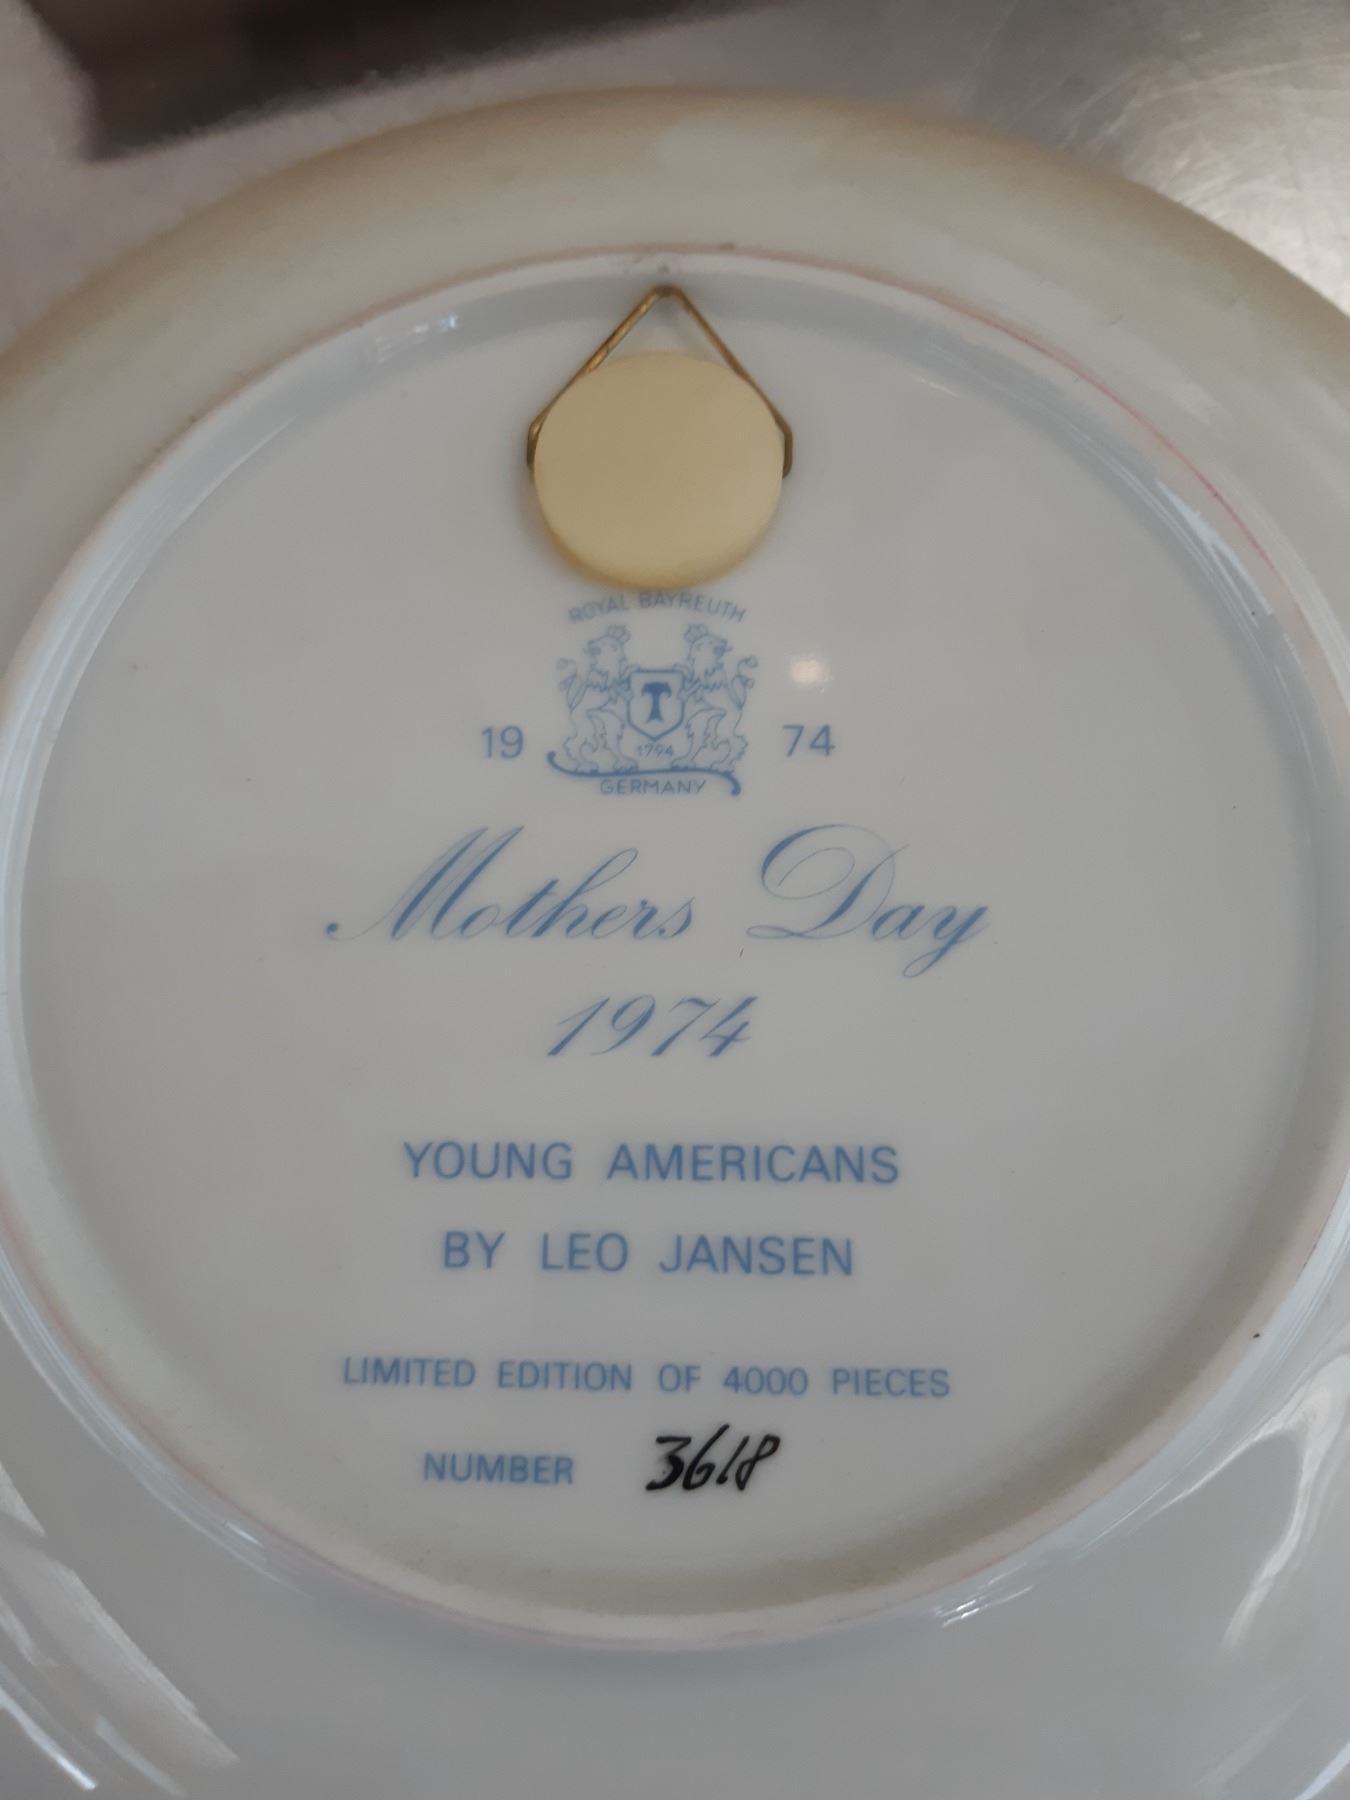 ROYAL BAYREUTH
T
1794
19 74
GERMANY
Mothers Day
1974
YOUNG AMERICANS
BY LEO JANSEN
LIMITED EDITION OF 4000 PIECES
NUMBER 3618